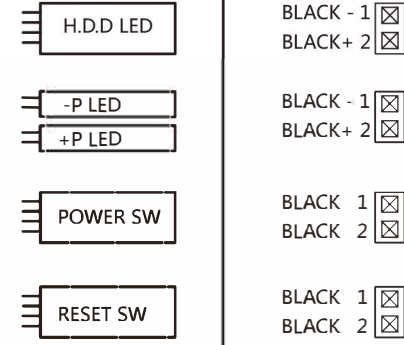 H.D.D LED
BLACK - 1
BLACK+ 2
-P LED
+P LED
BLACK - 1
BLACK+ 2
POWER SW
BLACK 1
BLACK 2
RESET SW
BLACK 1
BLACK 2